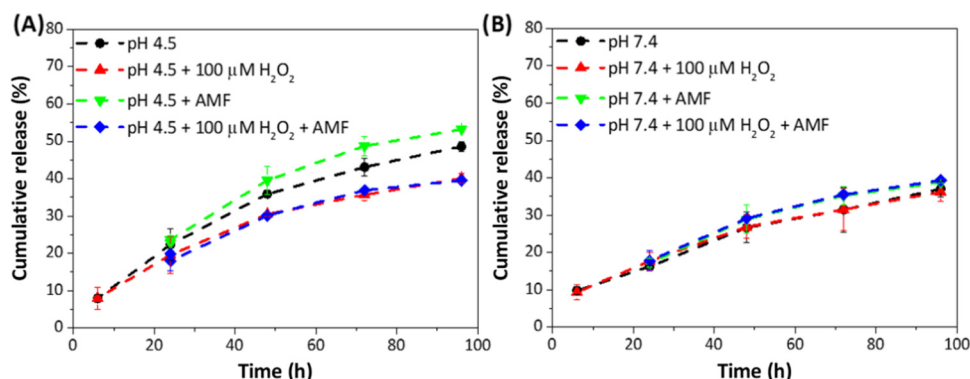 (A)
pH 4.5
pH 4.5 + 100 μM H₂O₂
pH 4.5 + AMF
pH 4.5 + 100 μM H₂O₂ + AMF
Cumulative release (%)
80
70
60
50
40
30
20
10
0
0 20 40 60 80 100
Time (h)
(B)
pH 7.4
pH 7.4 + 100 μM H₂O₂
pH 7.4 + AMF
pH 7.4 + 100 μM H₂O₂ + AMF
Cumulative release (%)
80
70
60
50
40
30
20
10
0
0 20 40 60 80 100
Time (h)